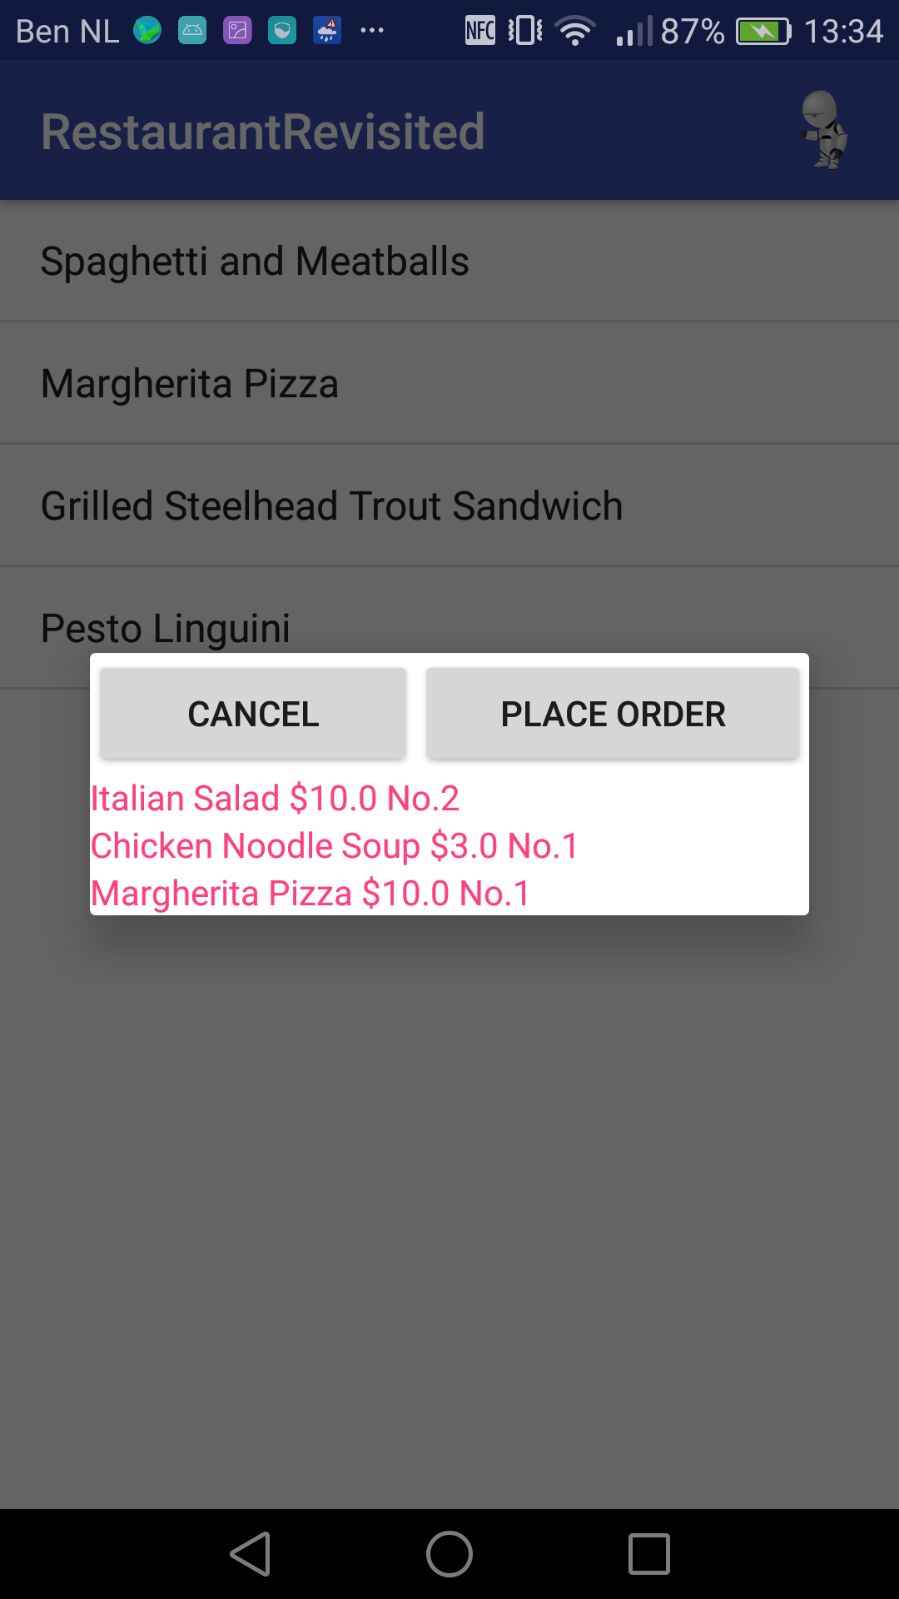 Ben NL NFC 87% 13:34
RestaurantRevisited
Spaghetti and Meatballs
Margherita Pizza
Grilled Steelhead Trout Sandwich
Pesto Linguini
CANCEL PLACE ORDER
Italian Salad $10.0 No.2
Chicken Noodle Soup $3.0 No.1
Margherita Pizza $10.0 No.1